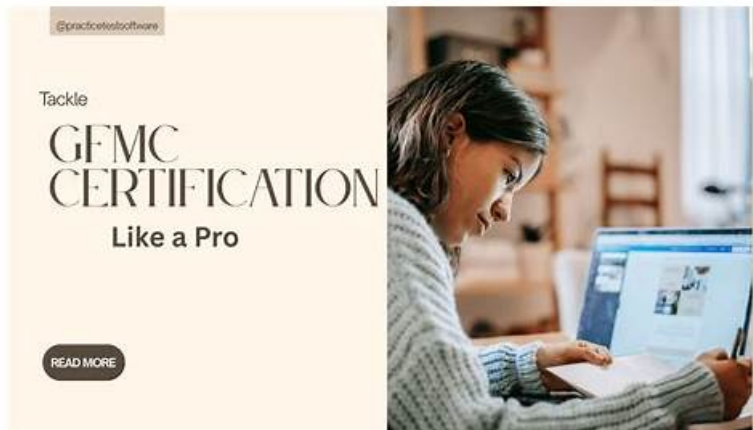 @practicetestsoftware
Tackle
GFMC
CERTIFICATION
Like a Pro
READ MORE